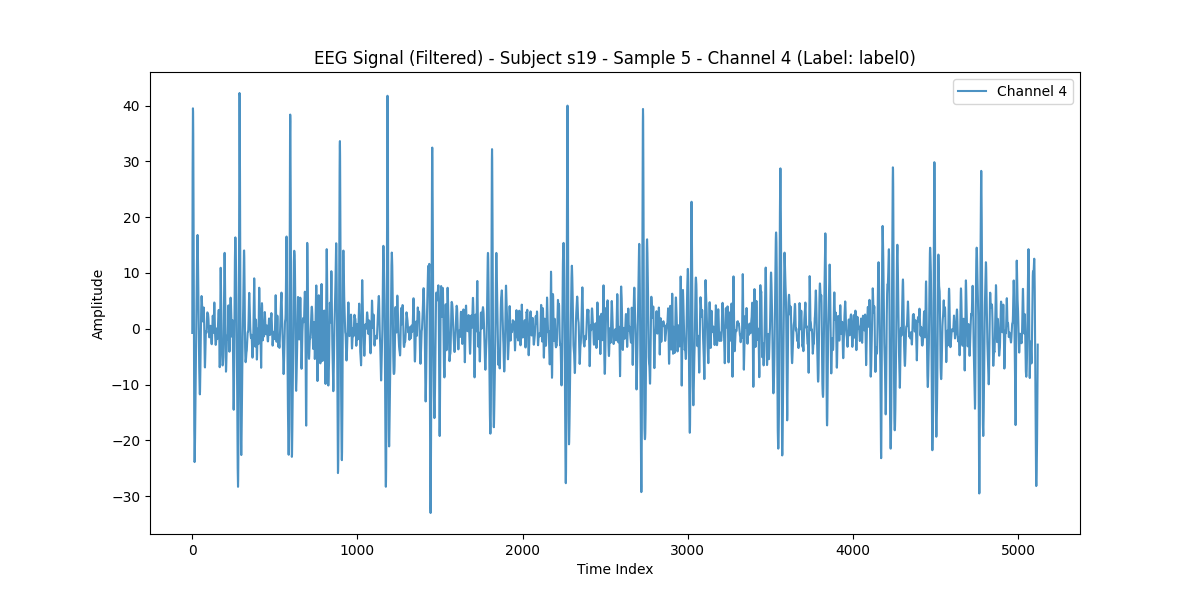 EEG Signal (Filtered) - Subject s19 - Sample 5 - Channel 4 (Label: label0)
Channel 4
40
30
20
10
0
−10
−20
−30
Amplitude
0 1000 2000 3000 4000 5000
Time Index